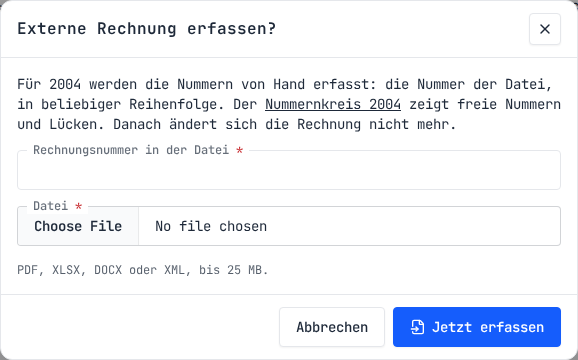 Externe Rechnung erfassen?
Für 2004 werden die Nummern von Hand erfasst: die Nummer der Datei,
in beliebiger Reihenfolge. Der Nummernkreis 2004 zeigt freie Nummern
und Lücken. Danach ändert sich die Rechnung nicht mehr.
Rechnungsnummer in der Datei *
Datei *
Choose File No file chosen
PDF, XLSX, DOCX oder XML, bis 25 MB.
Abbrechen Jetzt erfassen